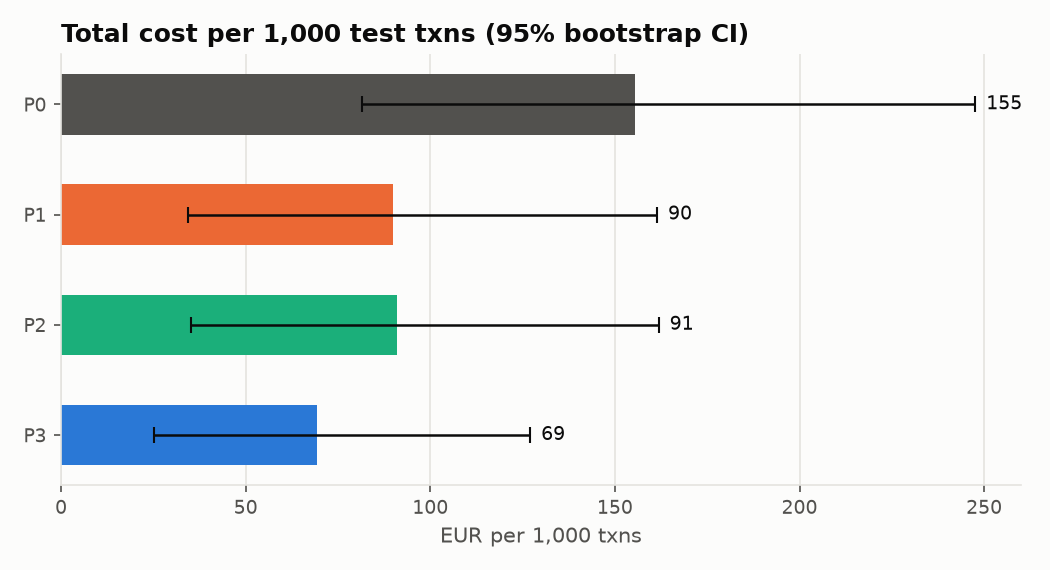 Total cost per 1,000 test txns (95% bootstrap CI)
P0
155
P1
90
P2
91
P3
69
0 50 100 150 200 250
EUR per 1,000 txns